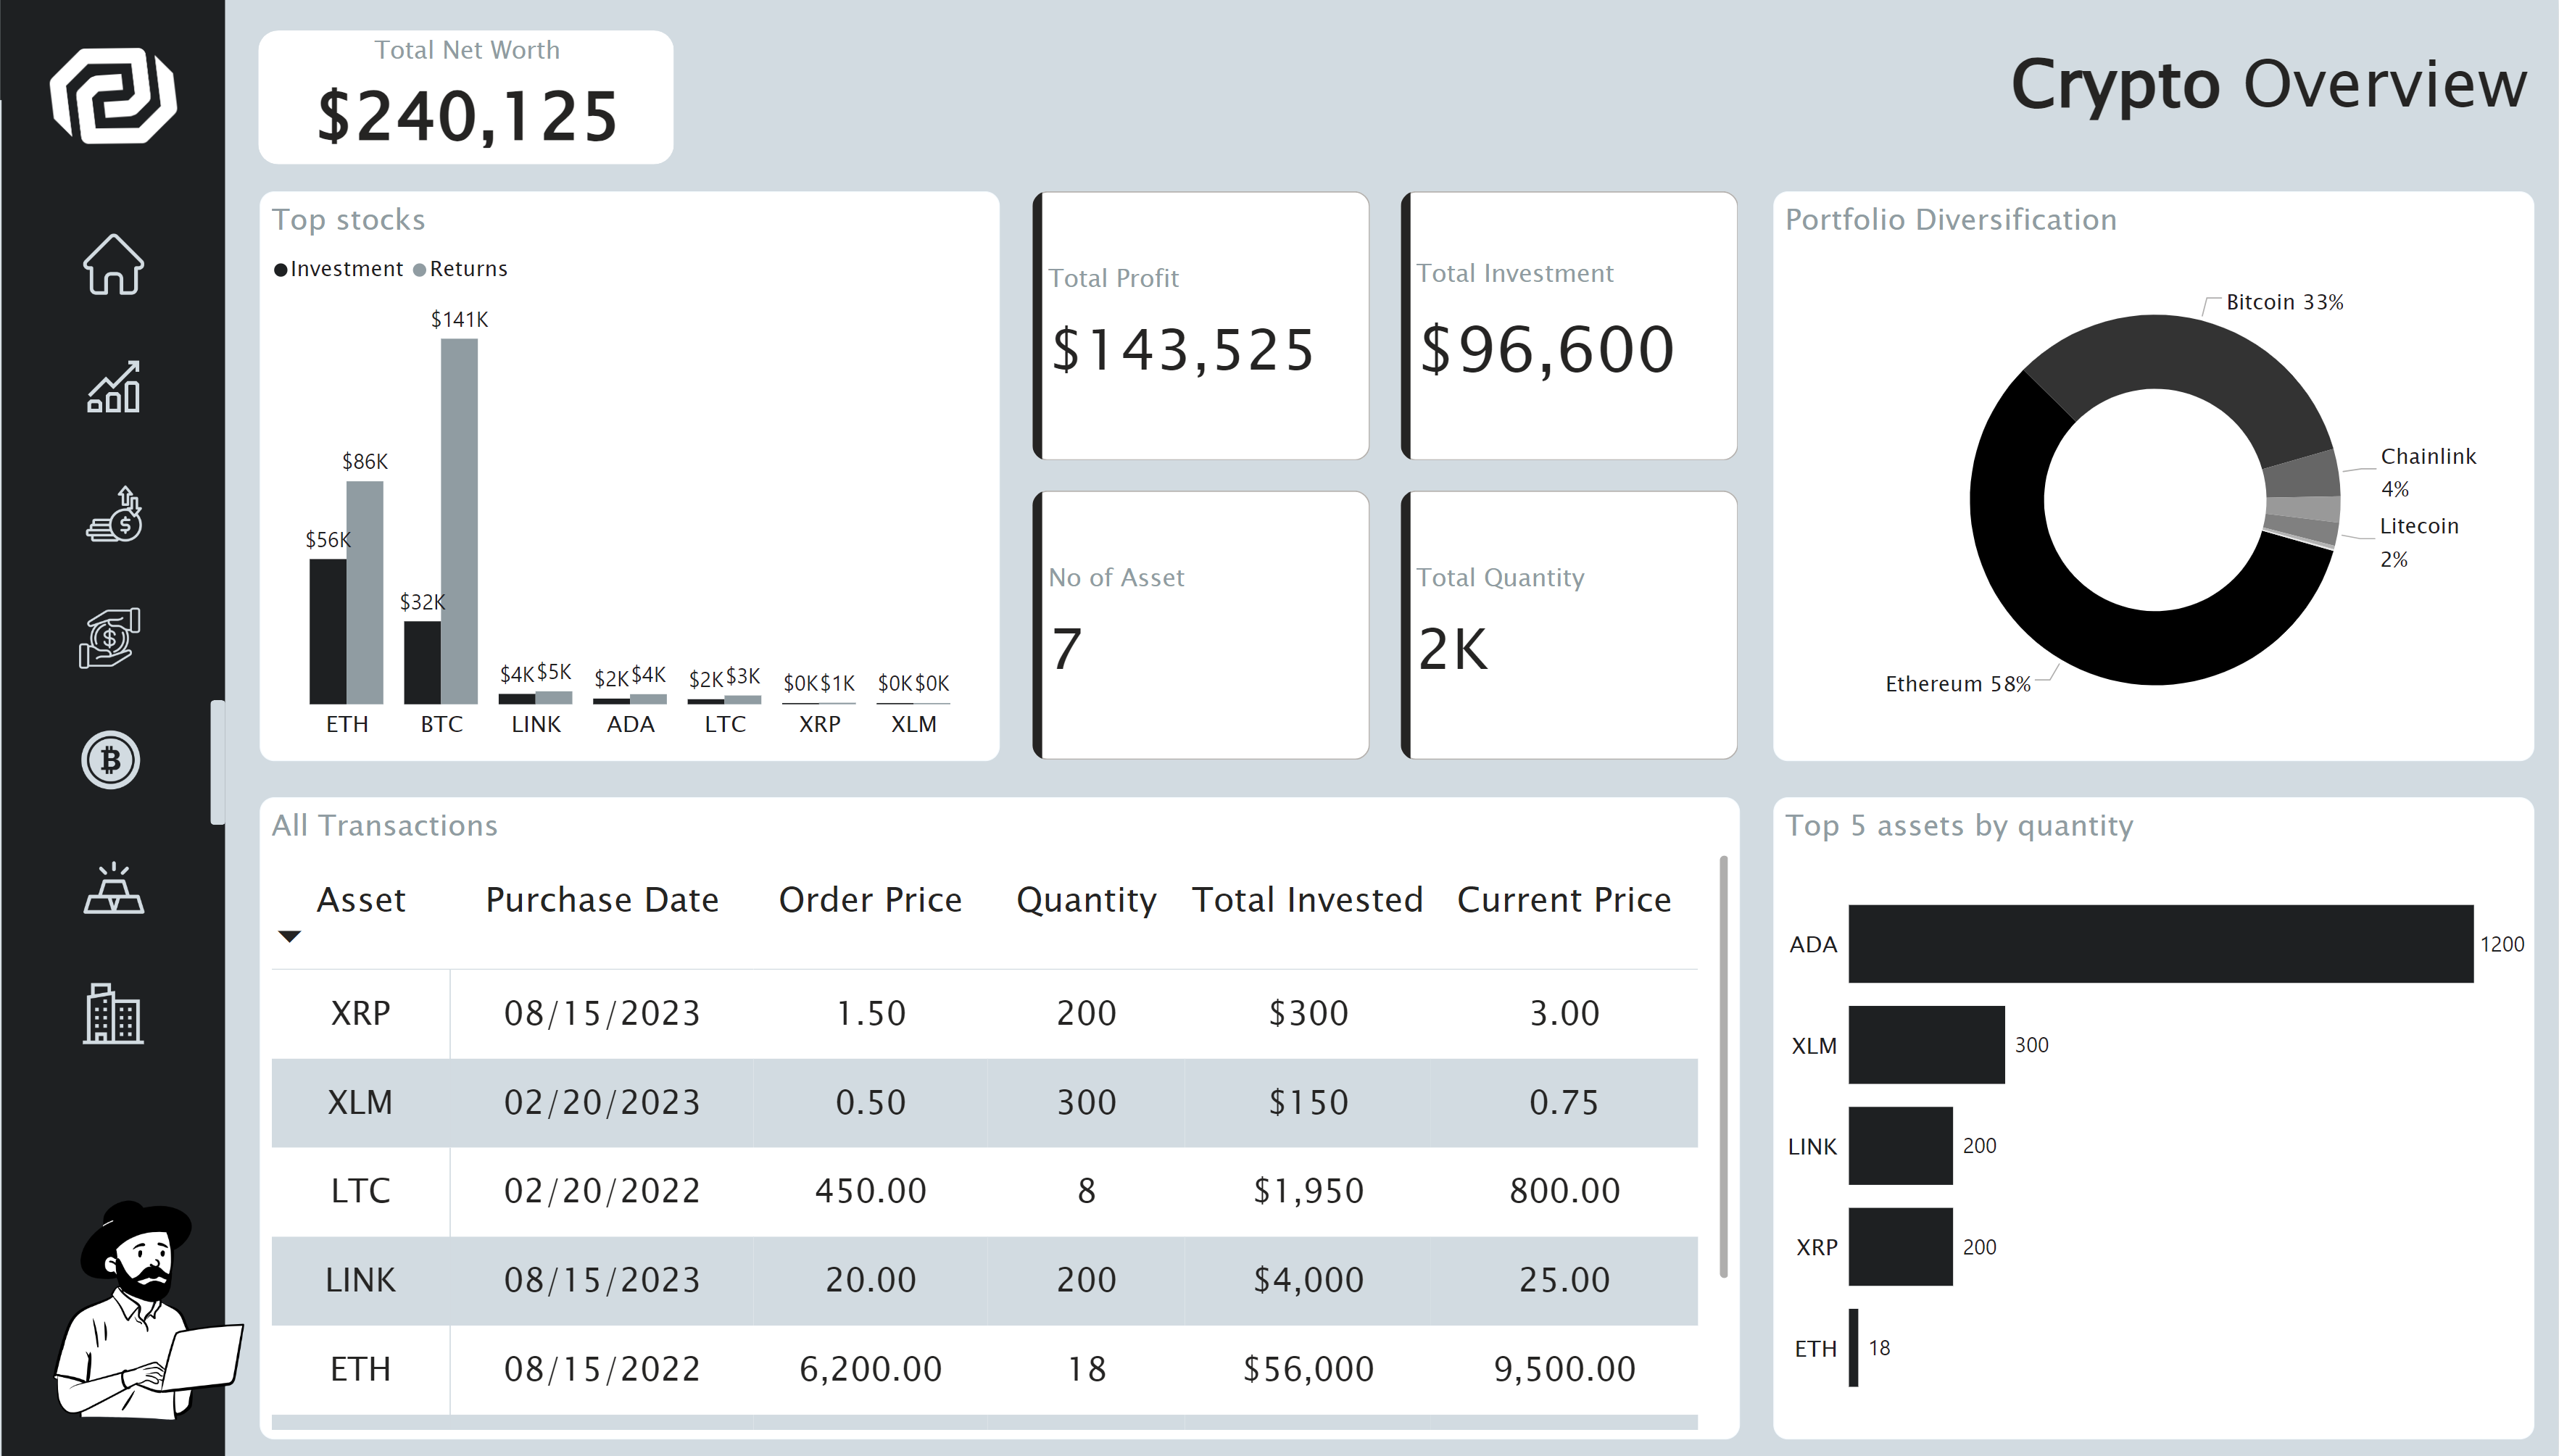 Total Net Worth
$240,125
Crypto Overview
Top stocks
Investment Returns
$141K
$86K
$56K
$32K
$4K $5K $2K $4K $2K $3K $0K $1K $0K $0K
ETH BTC LINK ADA LTC XRP XLM
Total Profit
$143,525
Total Investment
$96,600
No of Asset
7
Total Quantity
2K
Portfolio Diversification
Bitcoin 33%
Chainlink
4%
Litecoin
2%
Ethereum 58%
All Transactions
Asset Purchase Date Order Price Quantity Total Invested Current Price
XRP 08/15/2023 1.50 200 $300 3.00
XLM 02/20/2023 0.50 300 $150 0.75
LTC 02/20/2022 450.00 8 $1,950 800.00
LINK 08/15/2023 20.00 200 $4,000 25.00
ETH 08/15/2022 6,200.00 18 $56,000 9,500.00
Top 5 assets by quantity
ADA 1200
XLM 300
LINK 200
XRP 200
ETH 18